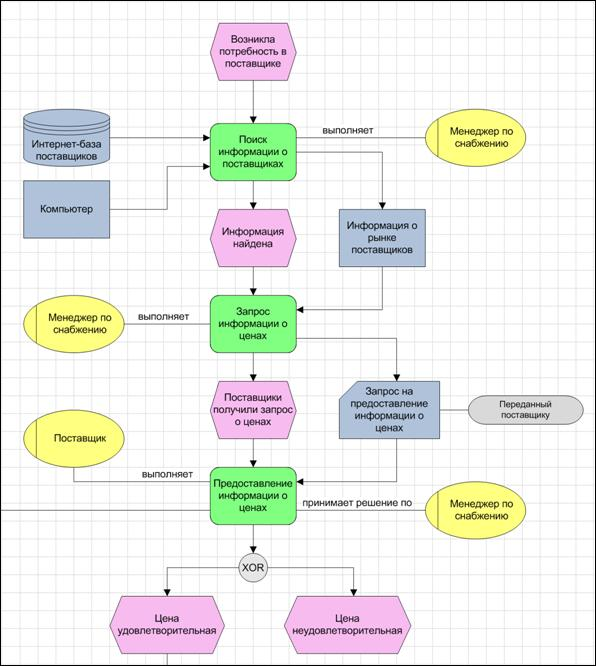 Возникла
потребность в
поставщике
Интернет-база
поставщиков
Поиск
информации о
поставщиках
выполняет
Менеджер по
снабжению
Компьютер
Информация
найдена
Информация о
рынке
поставщиков
Менеджер по
снабжению
выполняет
Запрос
информации о
ценах
Поставщики
получили запрос
о ценах
Запрос на
предоставление
информации о
ценах
Переданный
поставщику
Поставщик
выполняет
Предоставление
информации о
ценах
принимает решение по
Менеджер по
снабжению
XOR
Цена
удовлетворительная
Цена
неудовлетворительная